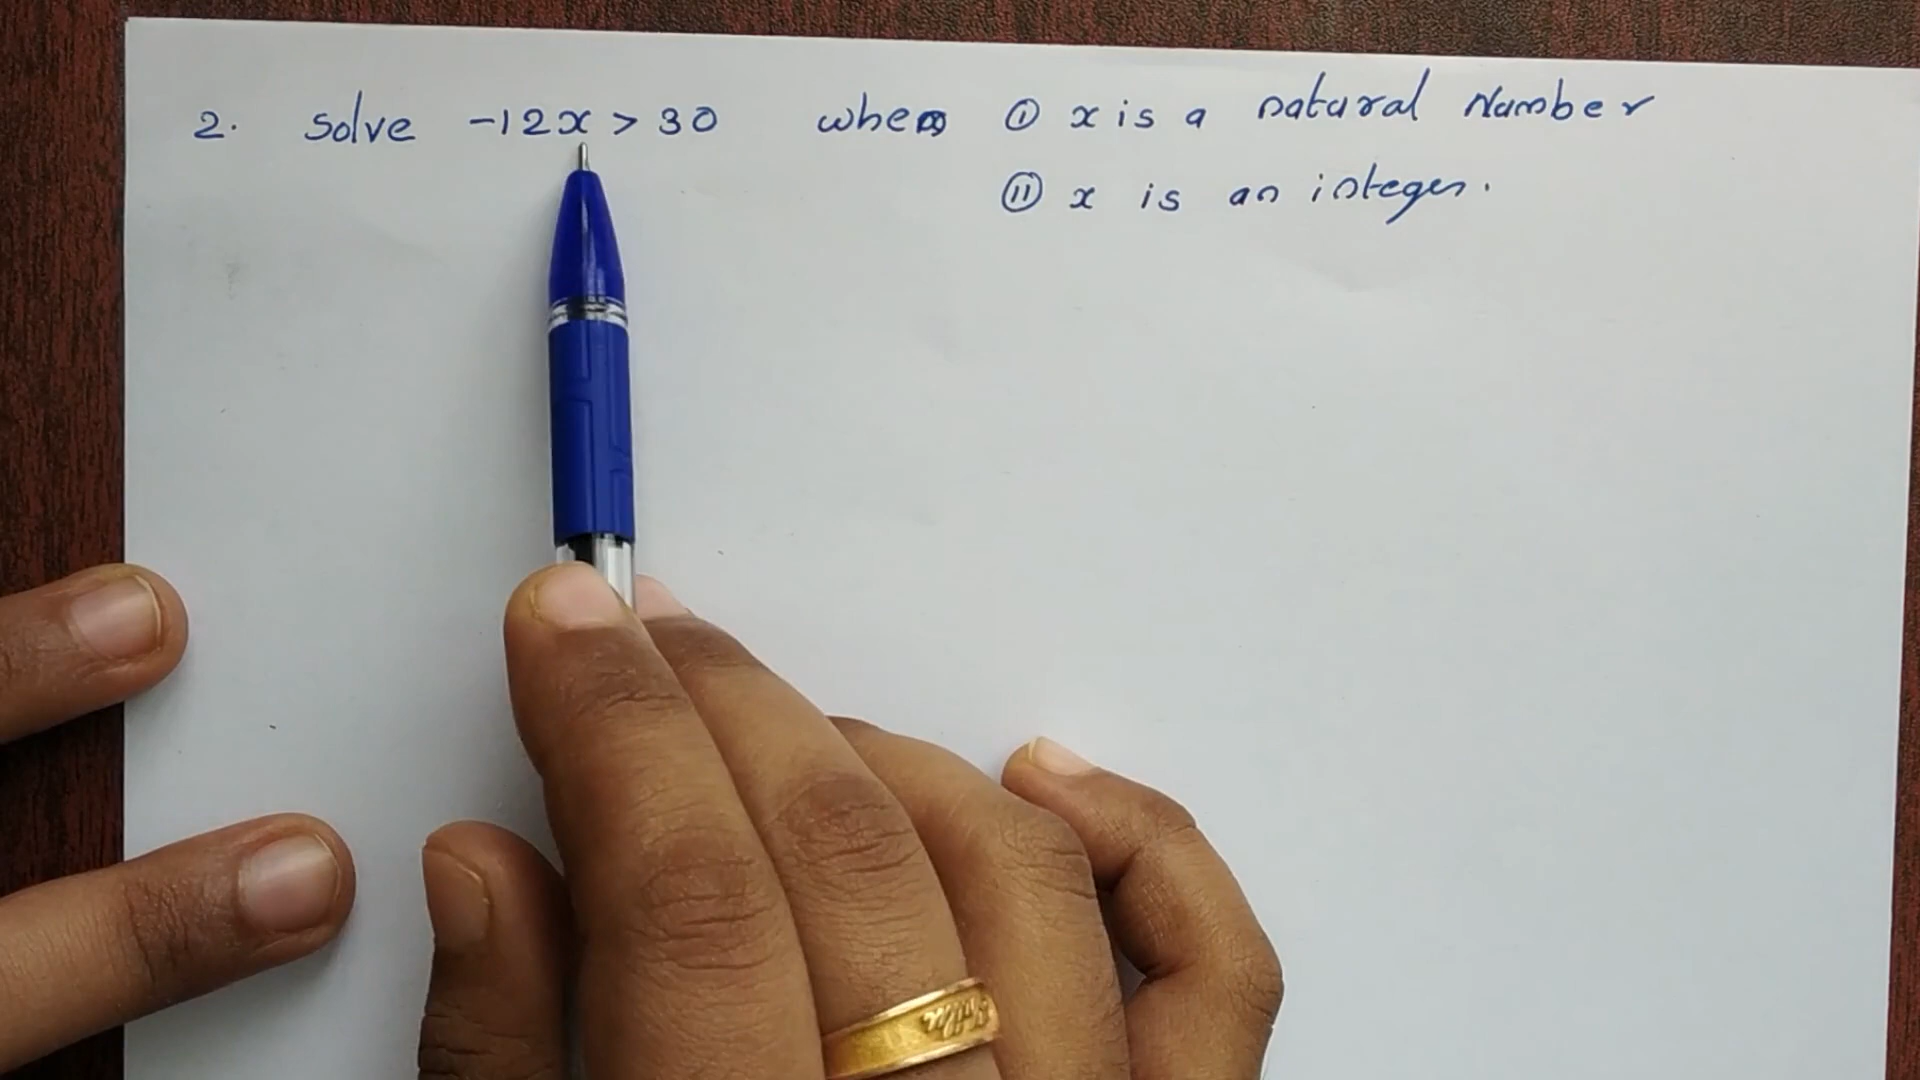 2. Solve -12x > 30 when ⓘ x is a natural Number
ⓘⓘ x is an integer.